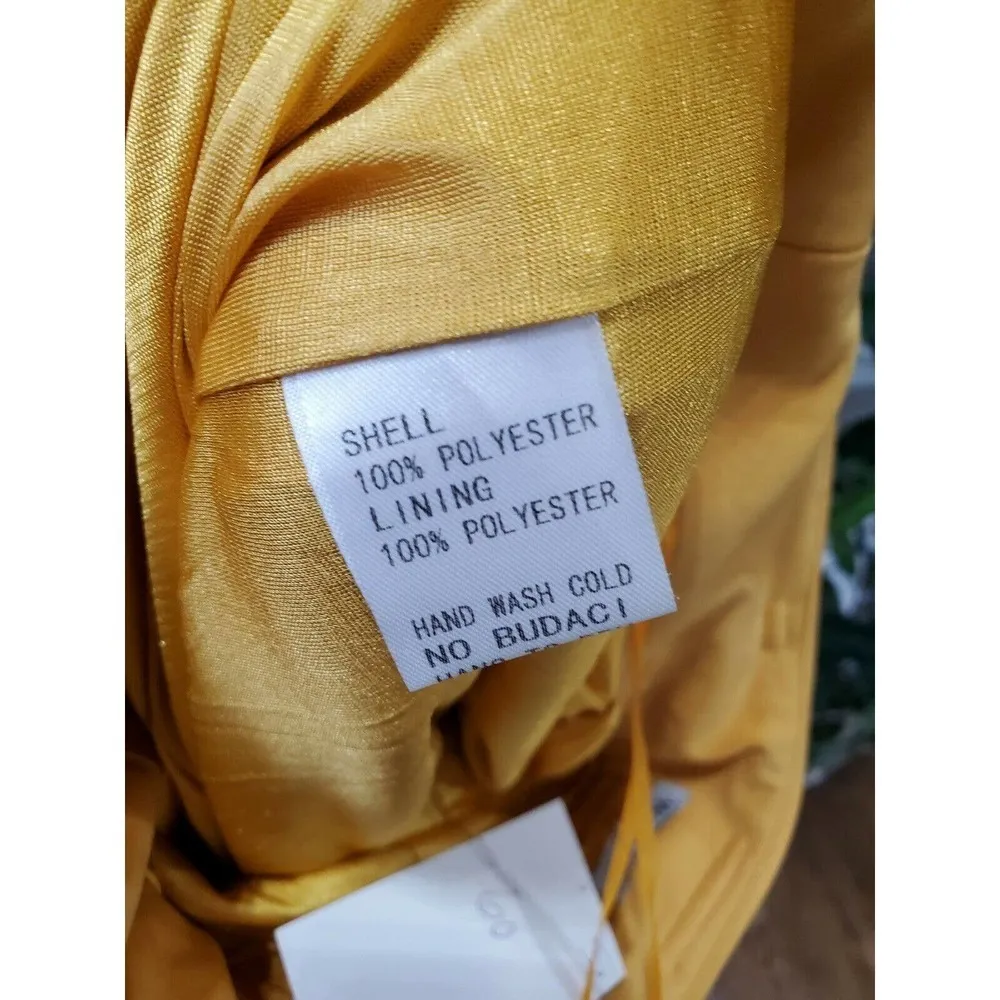 SHELL
100% POLYESTER
LINING
100% POLYESTER
HAND WASH COLD
NO BUDACI